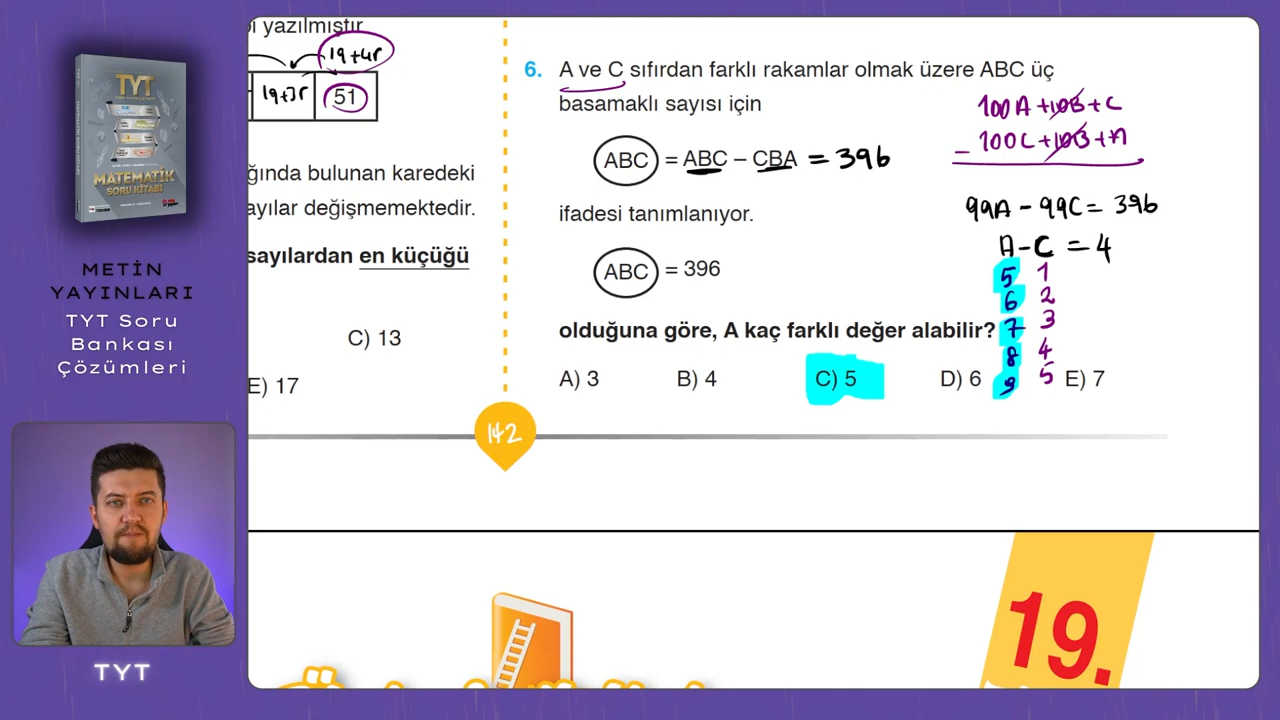 TYT
MATEMATİK
SORU KİTABI
METİN
YAYINLARI
TYT Soru
Bankası
Çözümleri
TYT
yazılmıştır
19+4r
19+3r
51
ğında bulunan karedeki
ayılar değişmemektedir.
sayılardan en küçüğü
C) 13
E) 17
6. A ve C sıfırdan farklı rakamlar olmak üzere ABC üç
basamaklı sayısı için
ABC = ABC – CBA = 396
ifadesi tanımlanıyor.
ABC = 396
olduğuna göre, A kaç farklı değer alabilir?
A) 3 B) 4 C) 5 D) 6 E) 7
100A+10B+C
- 100C+10B+A
99A - 99C = 396
A - C = 4
5 1
6 2
7 3
8 4
9 5
142
19.